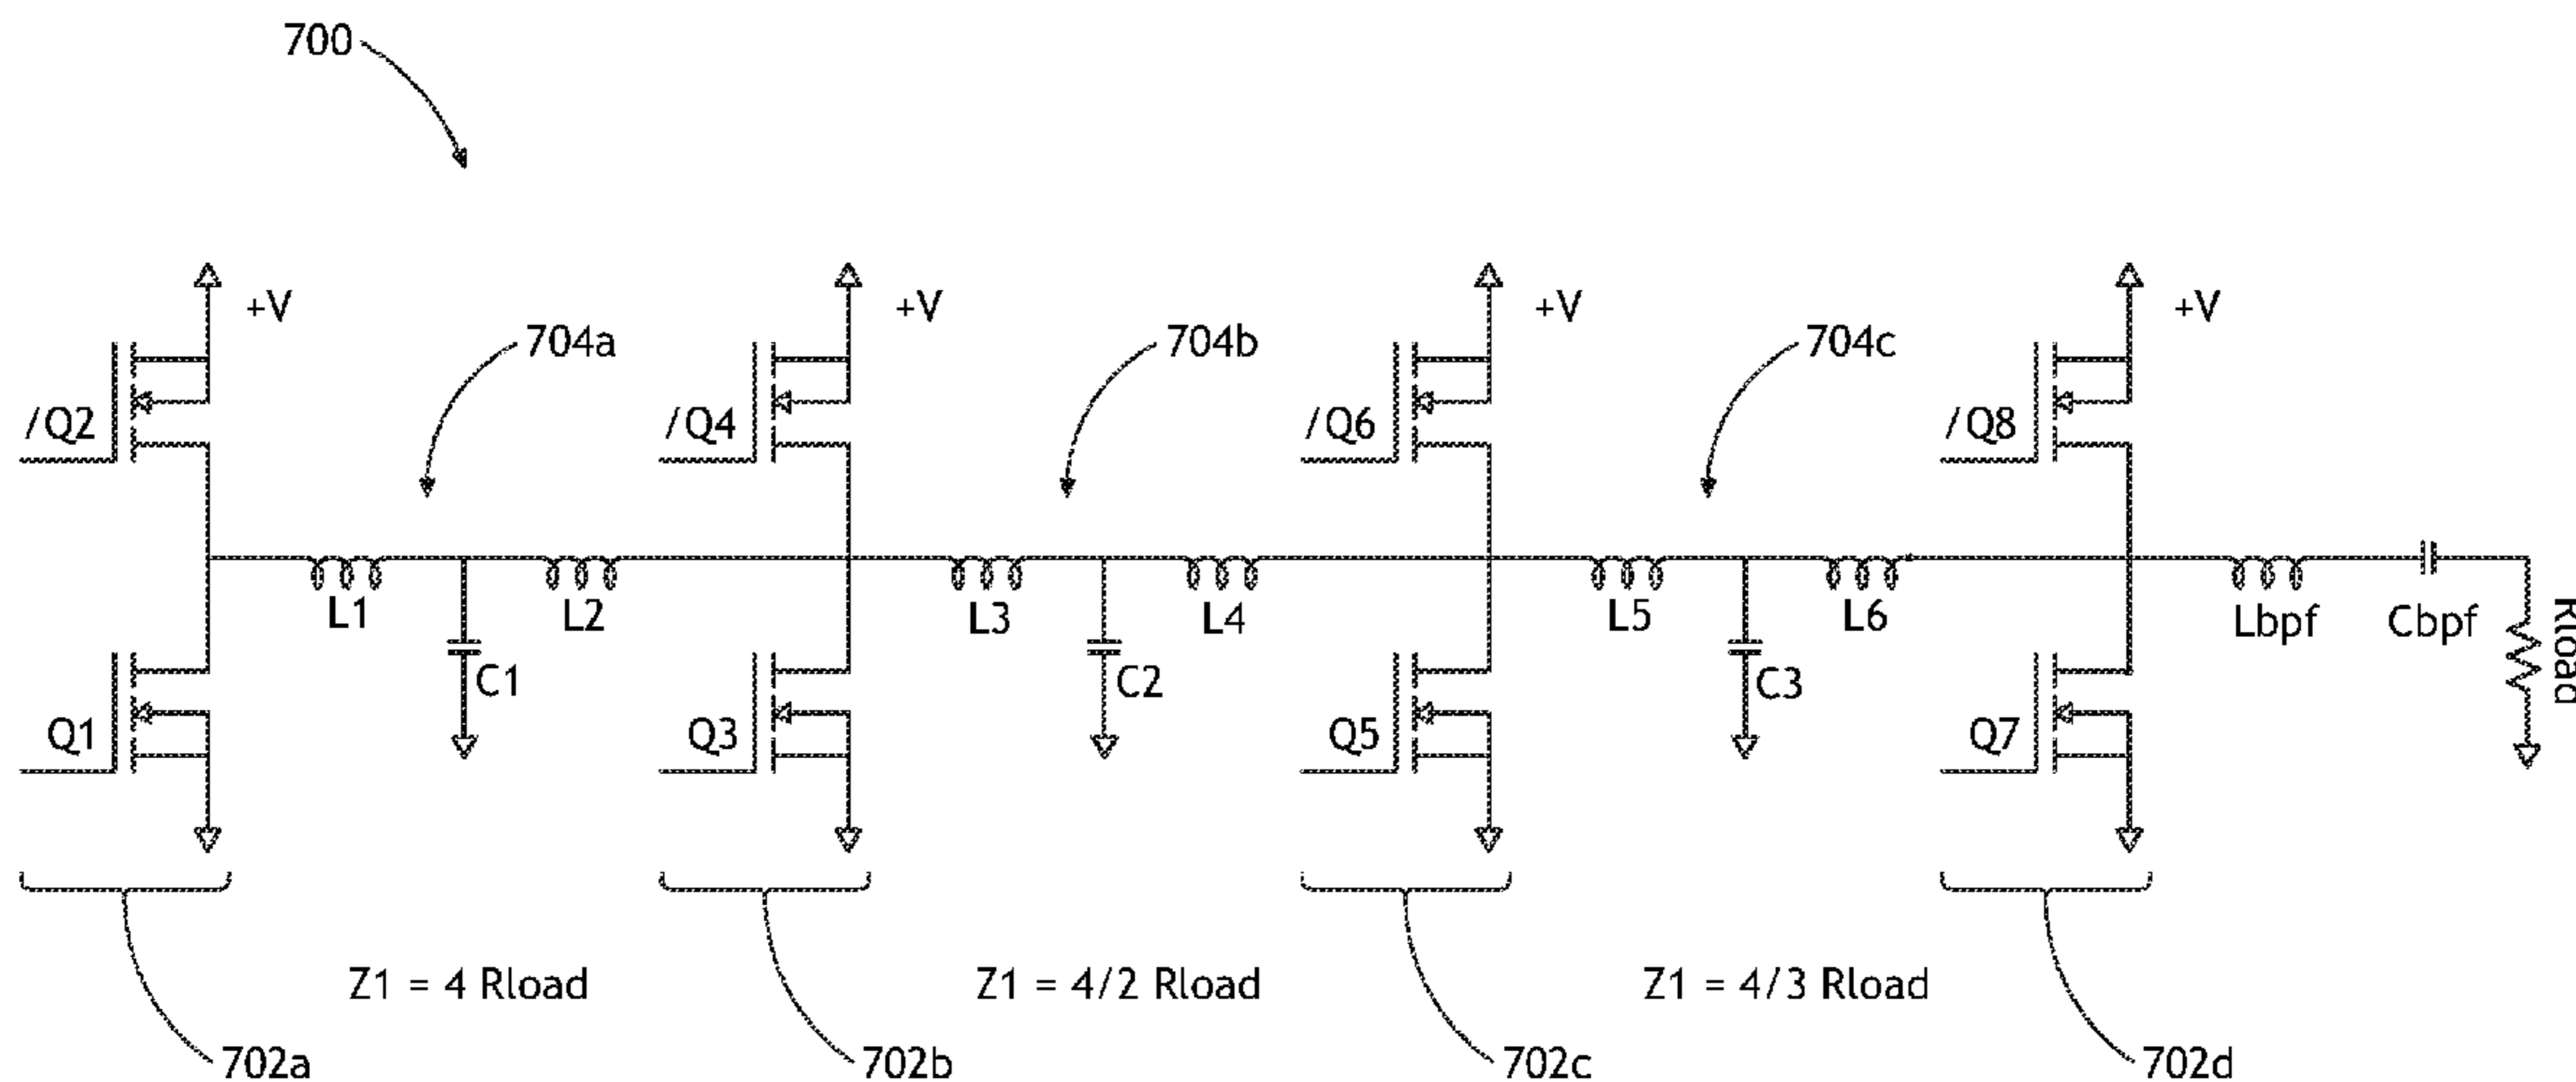 700
+V
+V
+V
+V
704a
704b
704c
/Q2
/Q4
/Q6
/Q8
L1
L2
L3
L4
L5
L6
Lbpf
Cbpf
Rload
C1
C2
C3
Q1
Q3
Q5
Q7
Z1 = 4 Rload
Z1 = 4/2 Rload
Z1 = 4/3 Rload
702a
702b
702c
702d